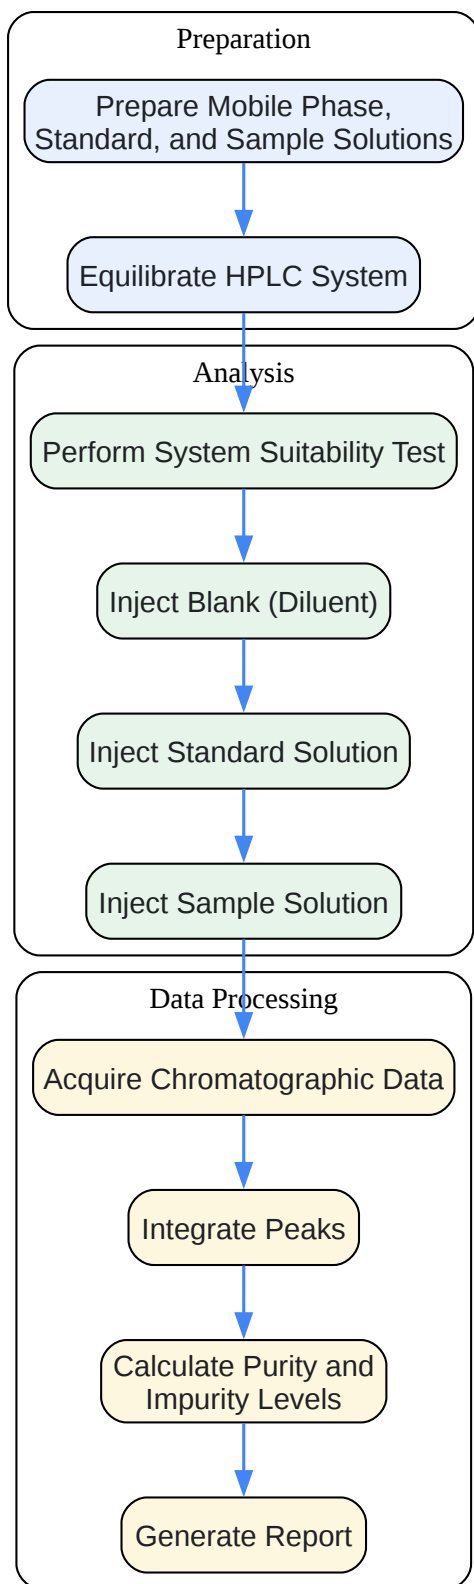 Preparation
Prepare Mobile Phase,
Standard, and Sample Solutions
Equilibrate HPLC System
Analysis
Perform System Suitability Test
Inject Blank (Diluent)
Inject Standard Solution
Inject Sample Solution
Data Processing
Acquire Chromatographic Data
Integrate Peaks
Calculate Purity and
Impurity Levels
Generate Report